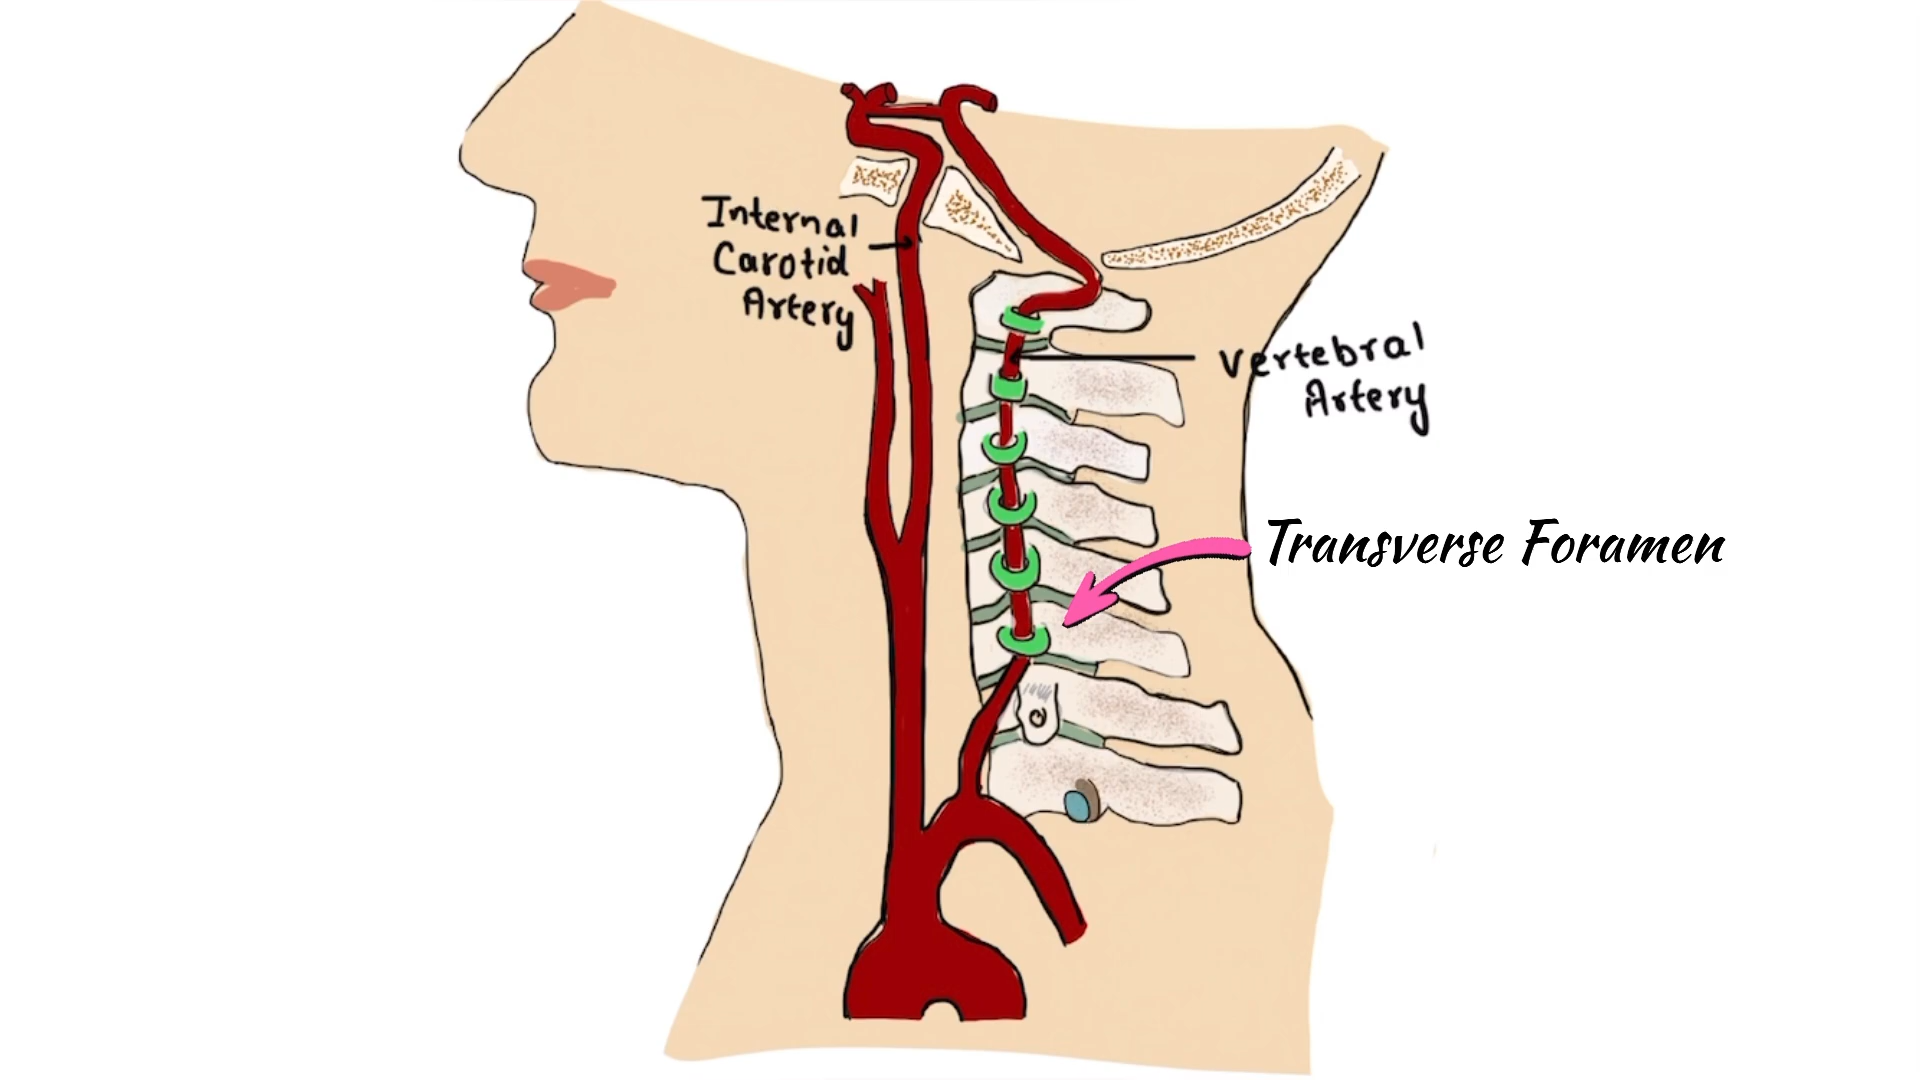 Internal
Carotid
Artery
Vertebral
Artery
Transverse Foramen